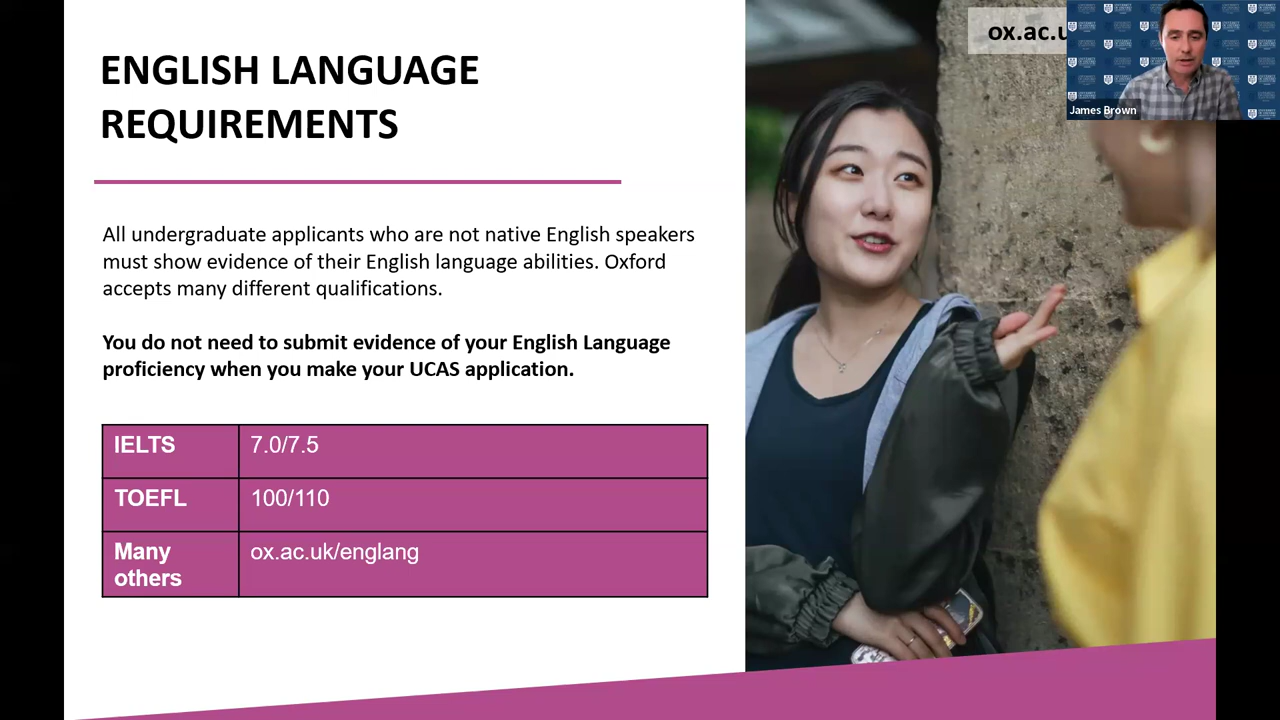 ENGLISH LANGUAGE
REQUIREMENTS
All undergraduate applicants who are not native English speakers
must show evidence of their English language abilities. Oxford
accepts many different qualifications.
You do not need to submit evidence of your English Language
proficiency when you make your UCAS application.
IELTS 7.0/7.5
TOEFL 100/110
Many ox.ac.uk/englang
others
ox.ac.u
James Brown